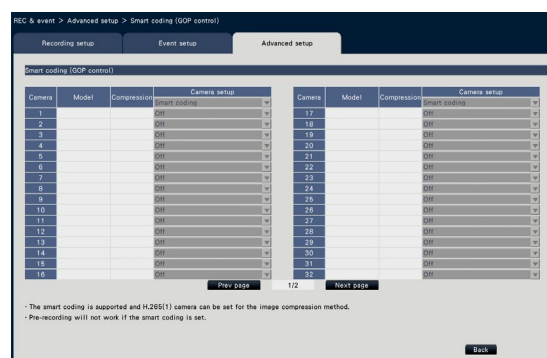 REC & event > Advanced setup > Smart coding (GOP control)
Recording setup Event setup Advanced setup
Smart coding (GOP control)
Camera Model Compression Camera setup Camera Model Compression Camera setup
Smart coding Smart coding
1 Off 17 Off
2 Off 18 Off
3 Off 19 Off
4 Off 20 Off
5 Off 21 Off
6 Off 22 Off
7 Off 23 Off
8 Off 24 Off
9 Off 25 Off
10 Off 26 Off
11 Off 27 Off
12 Off 28 Off
13 Off 29 Off
14 Off 30 Off
15 Off 31 Off
16 Off 32 Off
Prev page 1/2 Next page
· The smart coding is supported and H.265(1) camera can be set for the image compression method.
· Pre-recording will not work if the smart coding is set.
Back